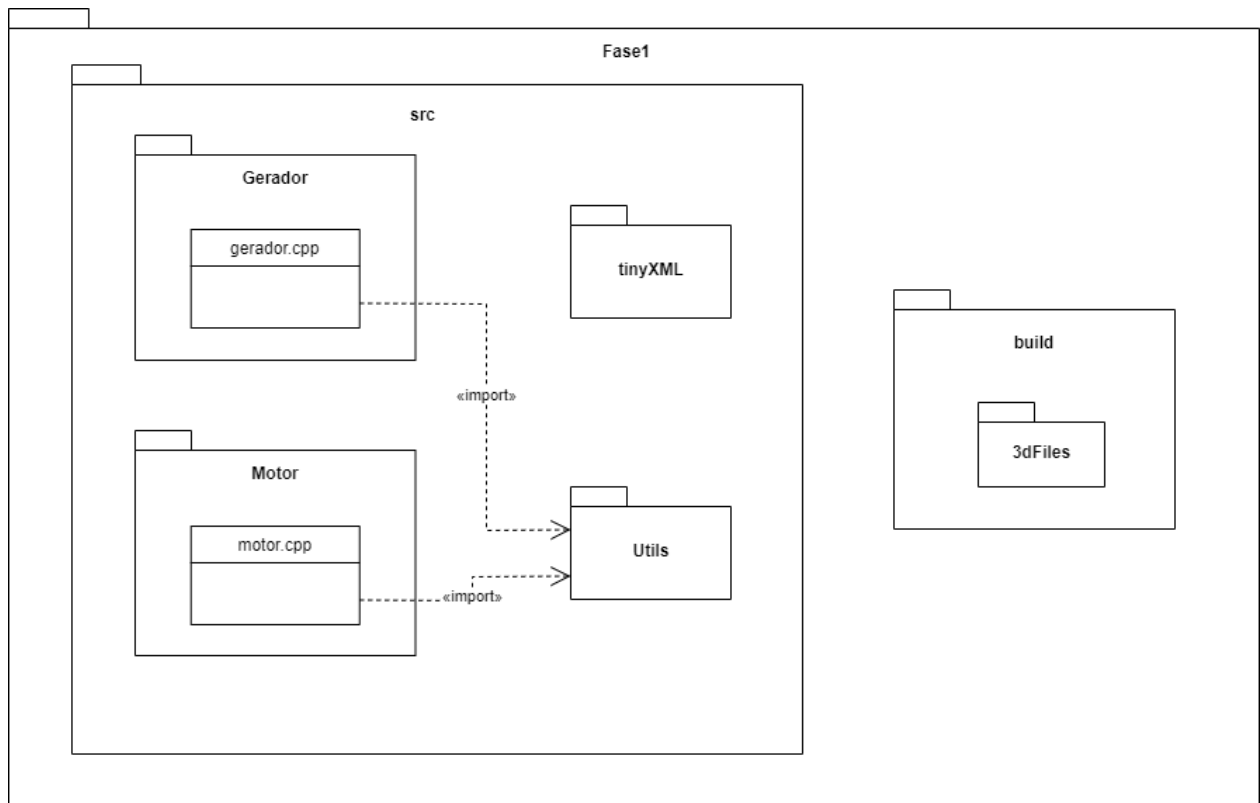 Fase1
src
Gerador
gerador.cpp
tinyXML
build
«import»
3dFiles
Motor
motor.cpp
Utils
«import»